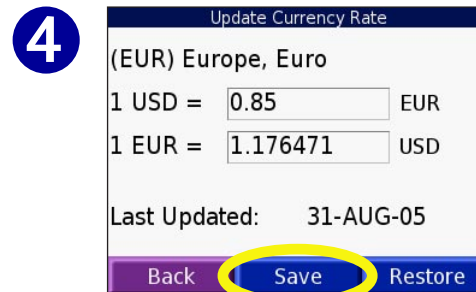 4
Update Currency Rate
(EUR) Europe, Euro
1 USD = 0.85 EUR
1 EUR = 1.176471 USD
Last Updated: 31-AUG-05
Back Save Restore